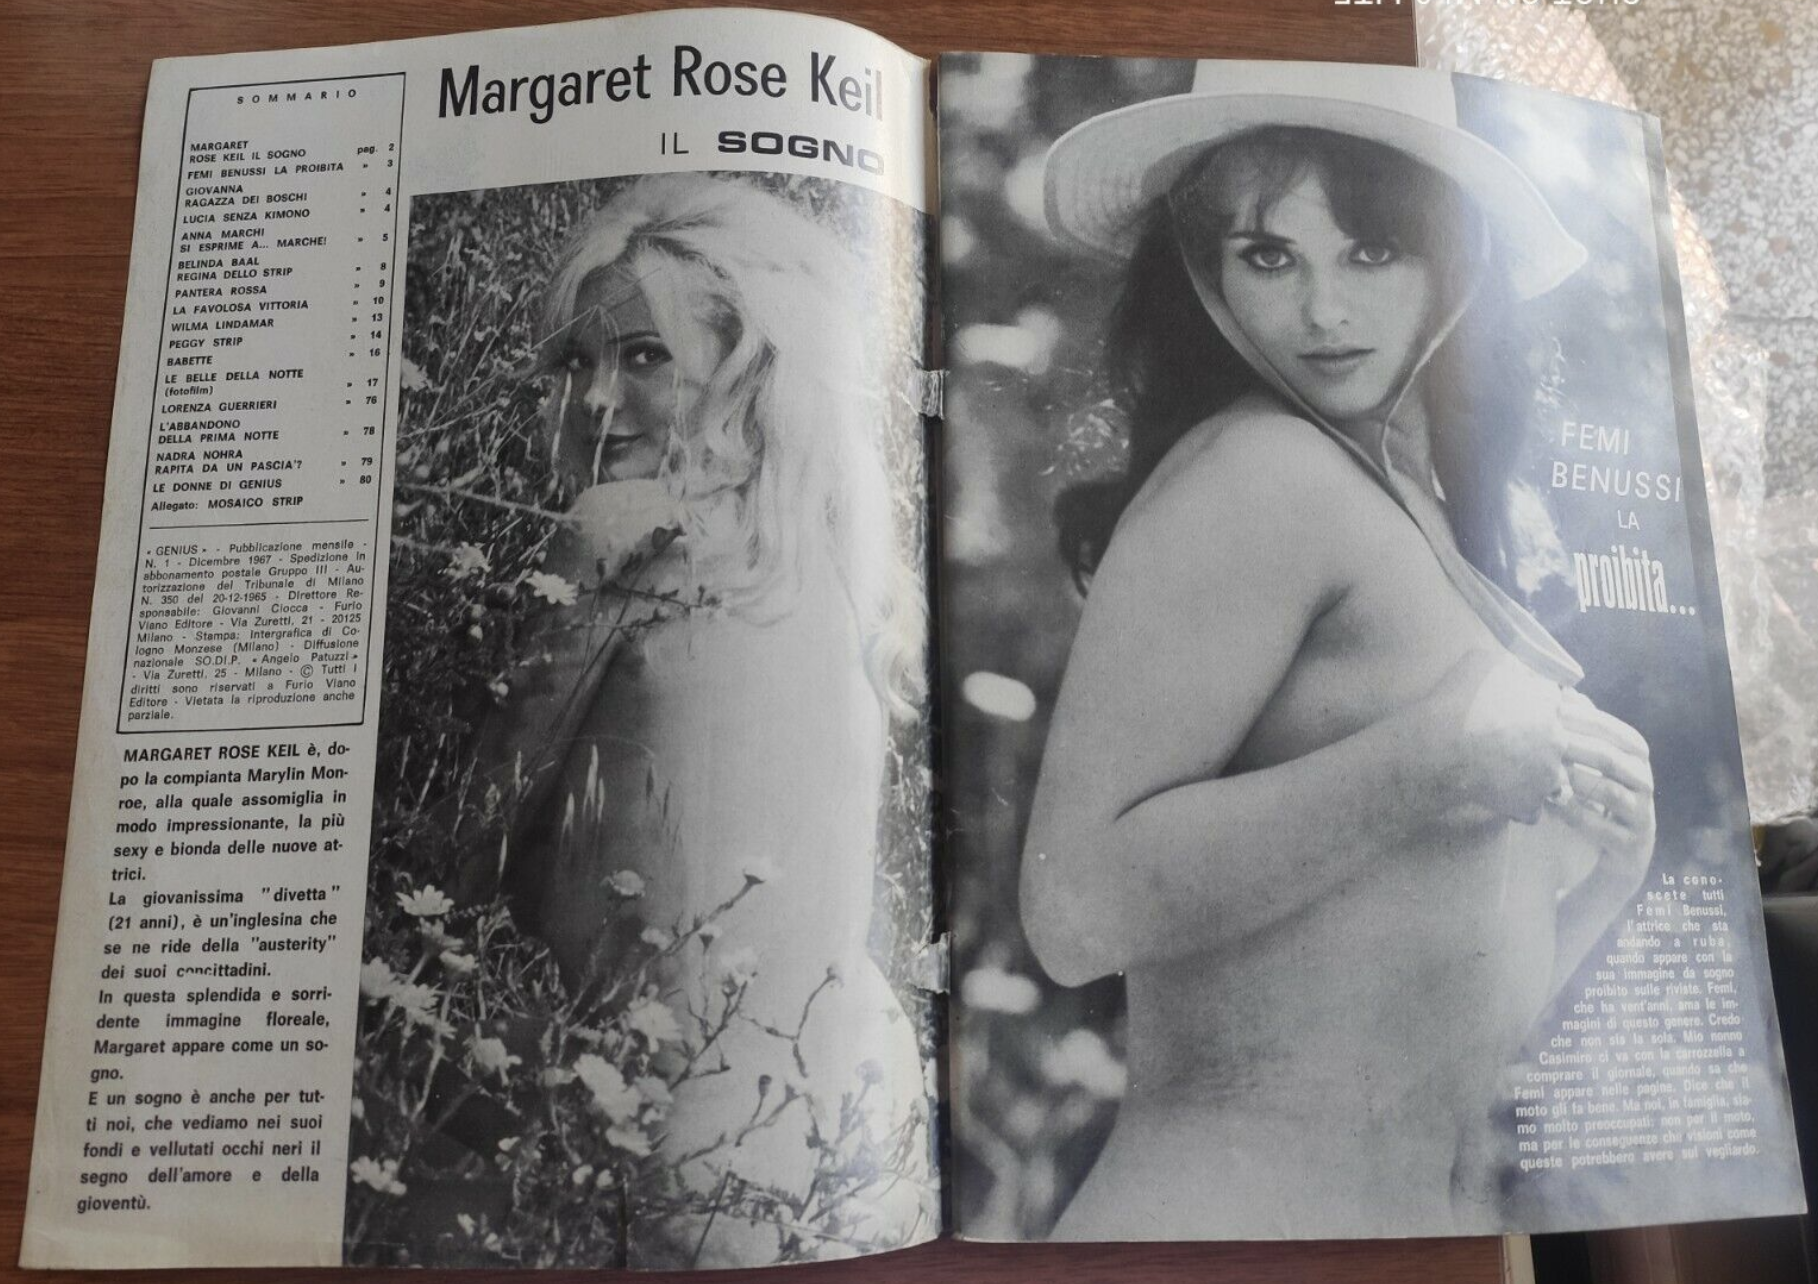 SOMMARIO
MARGARET
ROSE KEIL IL SOGNO pag. 2
FEMI BENUSSI LA PROIBITA » 3
GIOVANNA
RAGAZZA DEI BOSCHI » 4
LUCIA SENZA KIMONO » 4
ANNA MARCHI
SI ESPRIME A... MARCHE! » 5
BELINDA BAAL
REGINA DELLO STRIP » 8
PANTERA ROSSA » 9
LA FAVOLOSA VITTORIA » 10
WILMA LINDAMAR » 13
PEGGY STRIP » 14
BABETTE » 16
LE BELLE DELLA NOTTE
(fotofilm) » 17
LORENZA GUERRIERI » 76
L'ABBANDONO
DELLA PRIMA NOTTE » 78
NADRA NOHRA
RAPITA DA UN PASCIA'? » 79
LE DONNE DI GENIUS » 80
Allegato: MOSAICO STRIP
« GENIUS » - Pubblicazione mensile -
N. 1 - Dicembre 1967 - Spedizione in
abbonamento postale Gruppo III - Au-
torizzazione del Tribunale di Milano
N. 350 del 20-12-1965 - Direttore Re-
sponsabile: Giovanni Ciocca - Furio
Viano Editore - Via Zuretti, 21 - 20125
Milano - Stampa: Intergrafica di Co-
logno Monzese (Milano) - Diffusione
nazionale SO.DI.P. « Angelo Patuzzi »
- Via Zuretti, 25 - Milano - © Tutti i
diritti sono riservati a Furio Viano
Editore - Vietata la riproduzione anche
parziale.
MARGARET ROSE KEIL è, do-
po la compianta Marylin Mon-
roe, alla quale assomiglia in
modo impressionante, la più
sexy e bionda delle nuove at-
trici.
La giovanissima "divetta"
(21 anni), è un'inglesina che
se ne ride della "austerity"
dei suoi concittadini.
In questa splendida e sorri-
dente immagine floreale,
Margaret appare come un so-
gno.
E un sogno è anche per tut-
ti noi, che vediamo nei suoi
fondi e vellutati occhi neri il
segno dell'amore e della
gioventù.
Margaret Rose Keil
IL SOGNO
FEMI
BENUSSI
LA
proibita...
La cono-
scete tutti
Femi Benussi,
l'attrice che sta
andando a ruba,
quando appare con la
sua immagine da sogno
proibito sulle riviste. Femi,
che ha vent'anni, ama le im-
magini di questo genere. Credo
che non sia la sola. Mio nonno
Casimiro ci va con la carrozzella a
comprare il giornale, quando sa che
Femi appare nelle pagine. Dice che il
moto gli fa bene. Ma noi, in famiglia, sia-
mo molto preoccupati: non per il moto,
ma per le conseguenze che visioni come
queste potrebbero avere sul vegliardo.